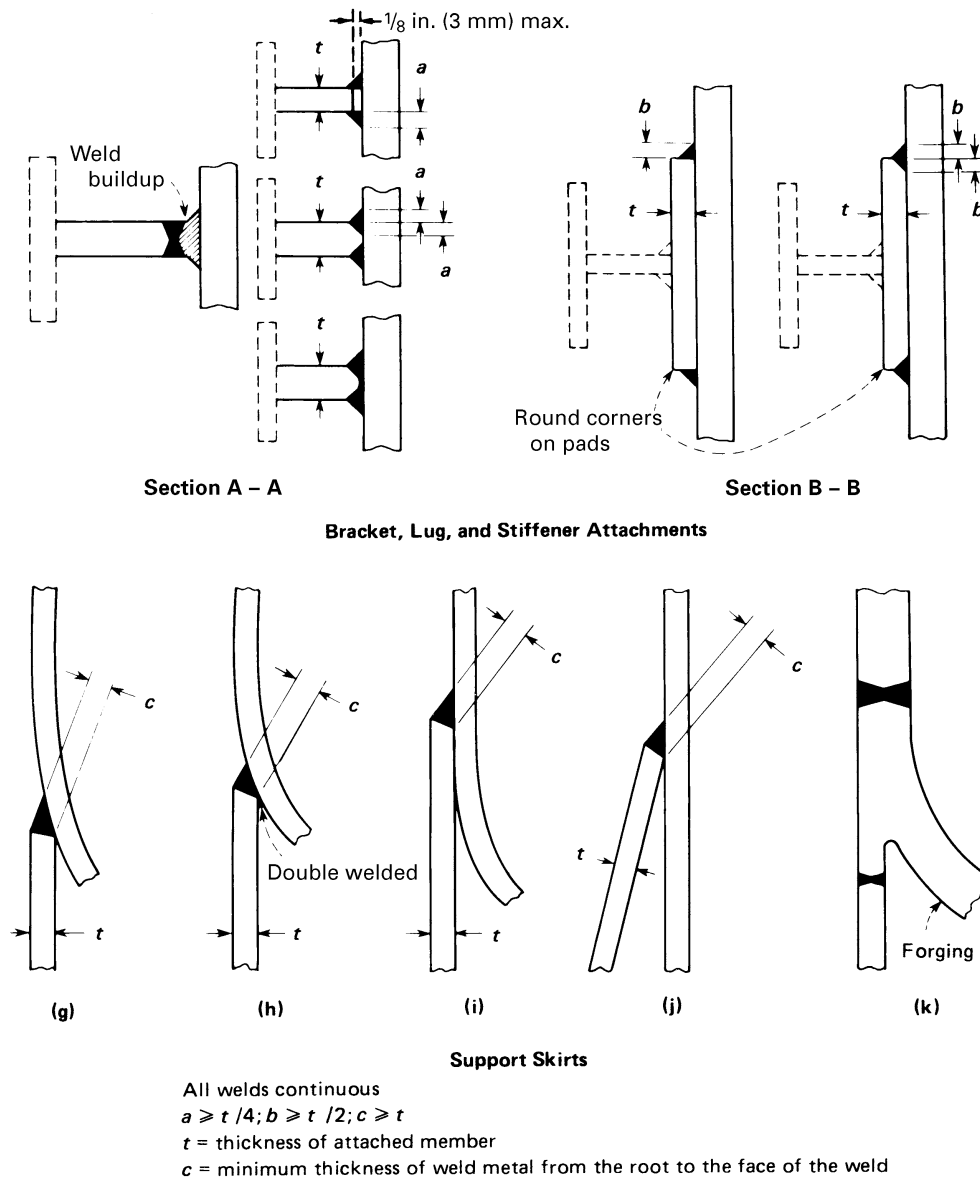 1/8 in. (3 mm) max.
t
a
Weld
buildup
t
a
a
t
b
t
b
t
b
Round corners
on pads
Section A – A
Section B – B
Bracket, Lug, and Stiffener Attachments
c
t
(g)
c
Double welded
t
(h)
c
t
(i)
c
t
(j)
Forging
(k)
Support Skirts
All welds continuous
a ⩾ t /4; b ⩾ t /2; c ⩾ t
t = thickness of attached member
c = minimum thickness of weld metal from the root to the face of the weld